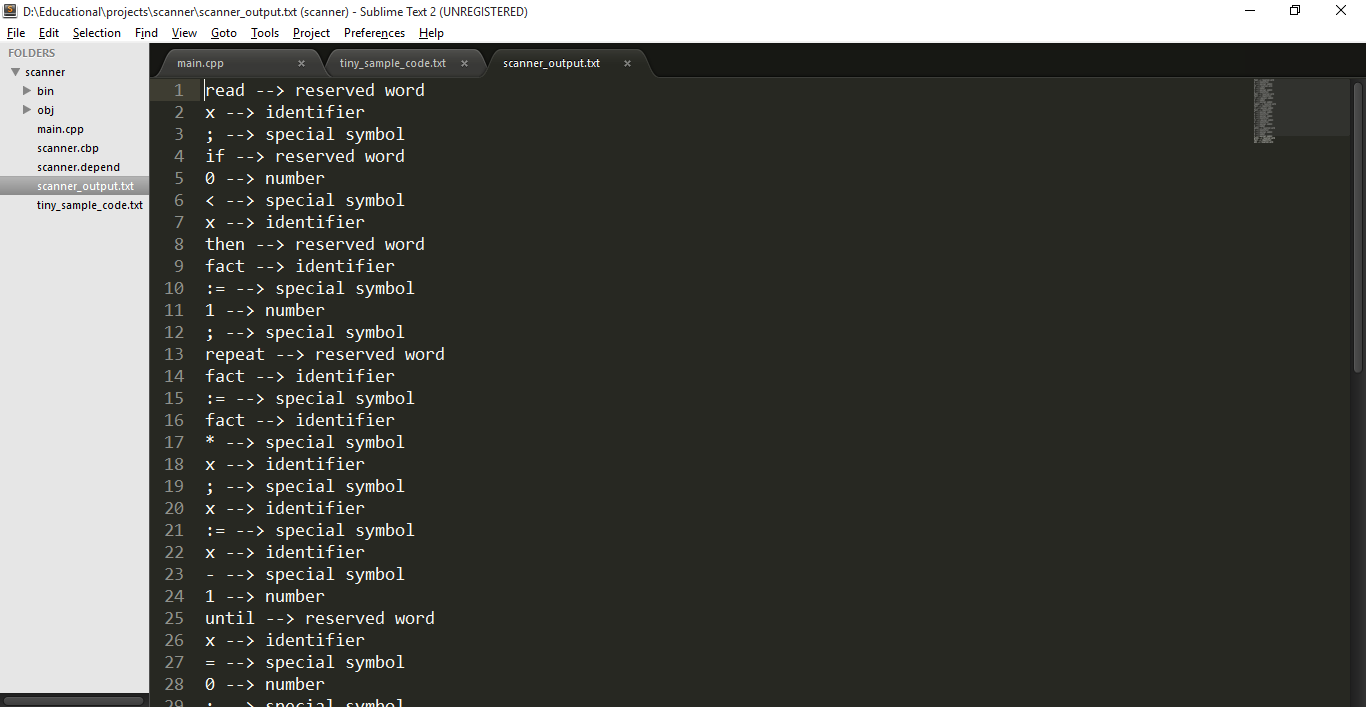 D:\Educational\projects\scanner\scanner_output.txt (scanner) - Sublime Text 2 (UNREGISTERED)
File Edit Selection Find View Goto Tools Project Preferences Help
FOLDERS
scanner
bin
obj
main.cpp
scanner.cbp
scanner.depend
scanner_output.txt
tiny_sample_code.txt
main.cpp × tiny_sample_code.txt × scanner_output.txt ×
1 read --> reserved word
2 x --> identifier
3 ; --> special symbol
4 if --> reserved word
5 0 --> number
6 < --> special symbol
7 x --> identifier
8 then --> reserved word
9 fact --> identifier
10 := --> special symbol
11 1 --> number
12 ; --> special symbol
13 repeat --> reserved word
14 fact --> identifier
15 := --> special symbol
16 fact --> identifier
17 * --> special symbol
18 x --> identifier
19 ; --> special symbol
20 x --> identifier
21 := --> special symbol
22 x --> identifier
23 - --> special symbol
24 1 --> number
25 until --> reserved word
26 x --> identifier
27 = --> special symbol
28 0 --> number
29 ; --> special symbol